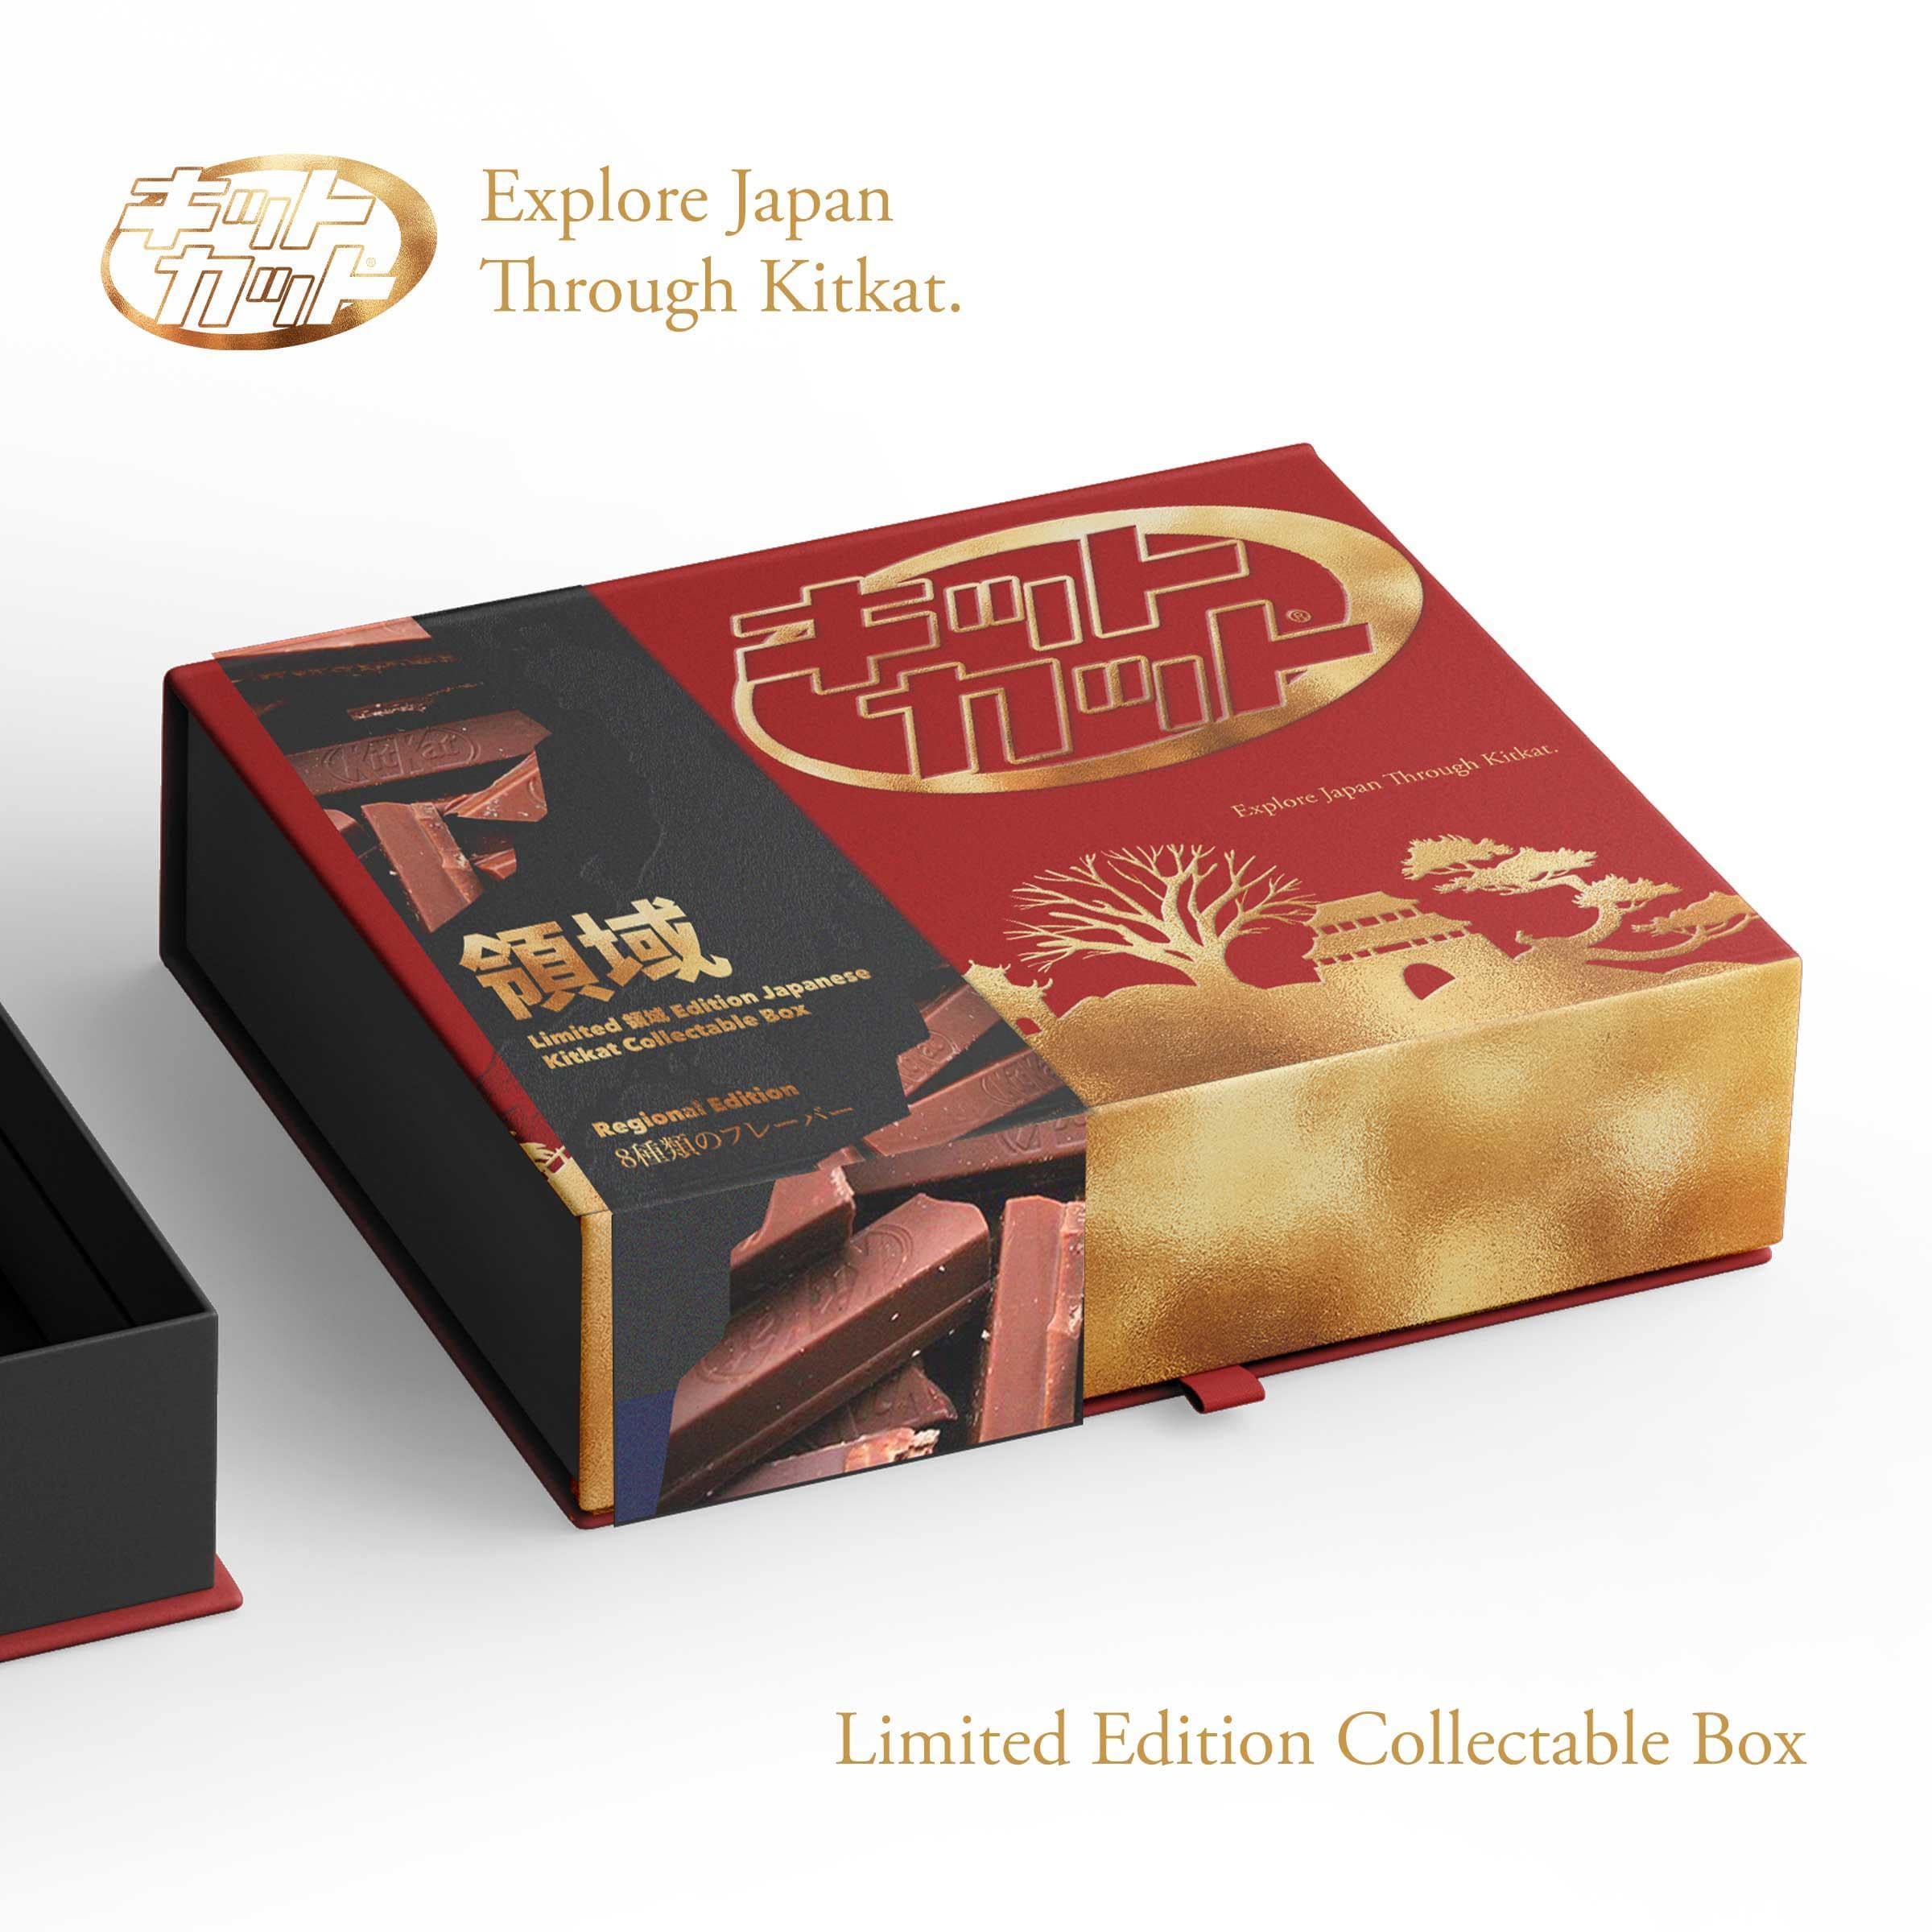 キット
カット®
Explore Japan
Through Kitkat.
キット
カット®
Explore Japan Through Kitkat.
KitKat
領域
Limited 領域 Edition Japanese
Kitkat Collectable Box
Regional Edition
8種類のフレーバー
Limited Edition Collectable Box